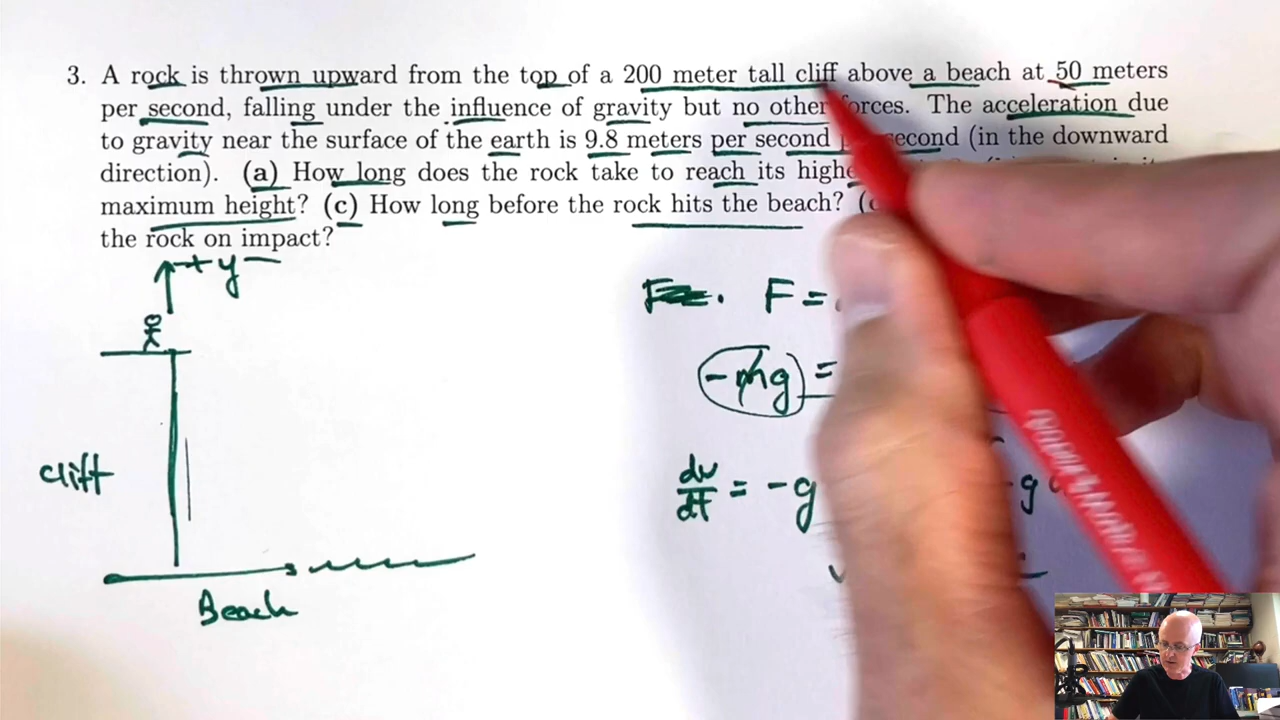 3. A rock is thrown upward from the top of a 200 meter tall cliff above a beach at 50 meters
per second, falling under the influence of gravity but no other forces. The acceleration due
to gravity near the surface of the earth is 9.8 meters per second second (in the downward
direction). (a) How long does the rock take to reach its
maximum height? (c) How long before the rock hits the beach?
the rock on impact?
+y
F =
-mg =
cliff
dv/dt = -g
-g
Beach